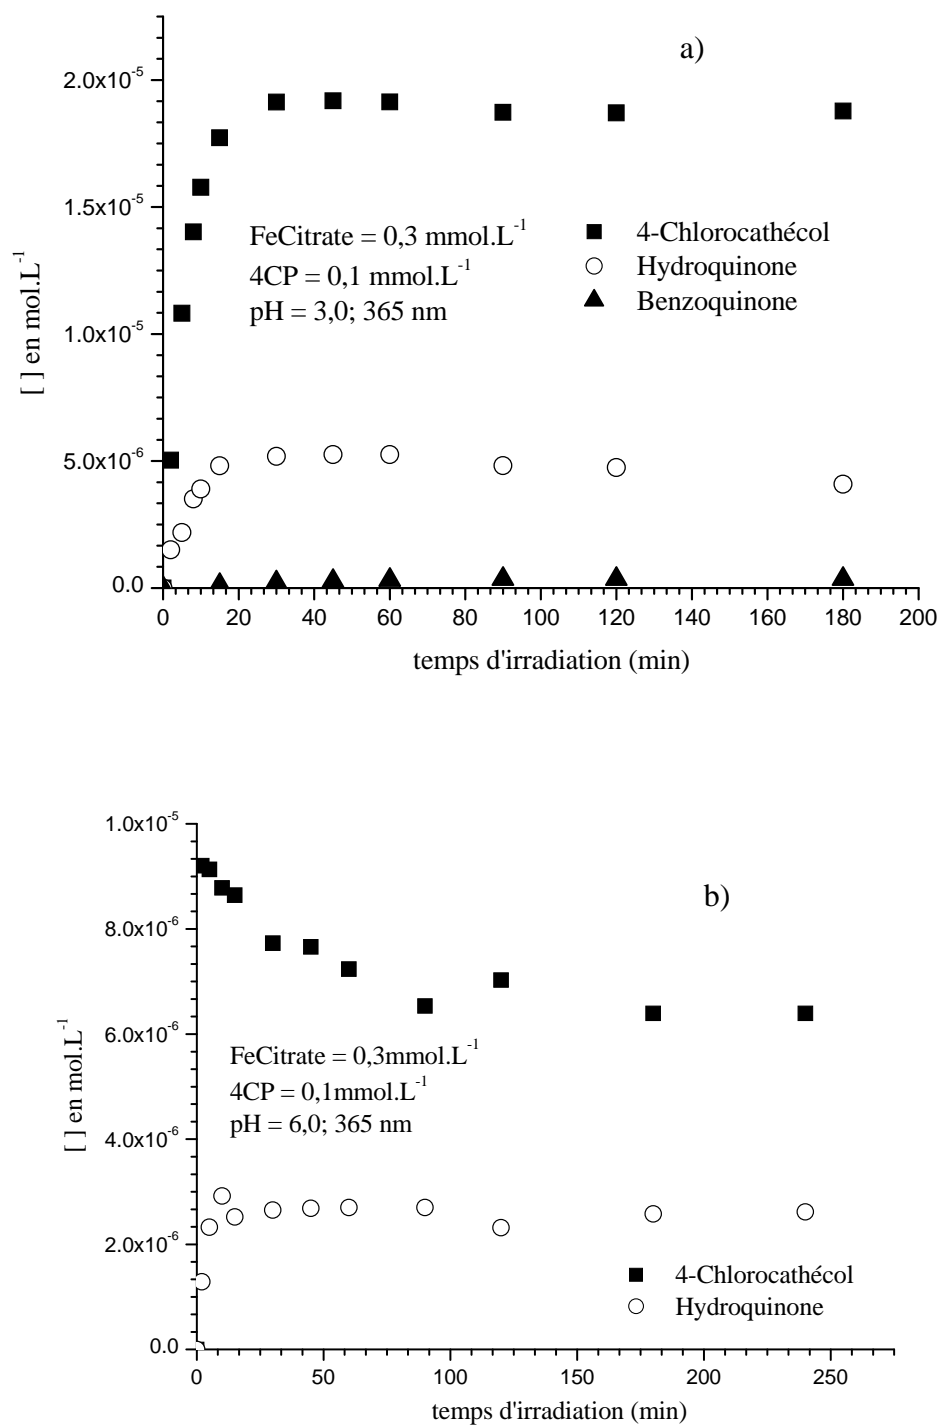 a)
2.0x10-5
1.5x10-5
1.0x10-5
5.0x10-6
0.0
[ ] en mol.L-1
FeCitrate = 0,3 mmol.L-1
4CP = 0,1 mmol.L-1
pH = 3,0; 365 nm
4-Chlorocathécol
Hydroquinone
Benzoquinone
0 20 40 60 80 100 120 140 160 180 200
temps d'irradiation (min)
b)
1.0x10-5
8.0x10-6
6.0x10-6
4.0x10-6
2.0x10-6
0.0
[ ] en mol.L-1
FeCitrate = 0,3mmol.L-1
4CP = 0,1mmol.L-1
pH = 6,0; 365 nm
4-Chlorocathécol
Hydroquinone
0 50 100 150 200 250
temps d'irradiation (min)